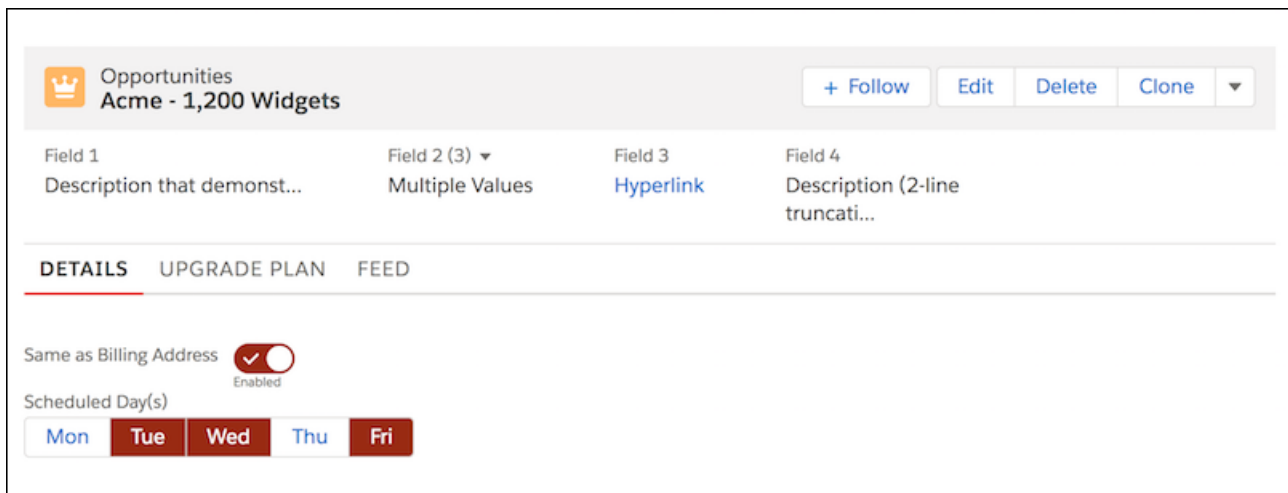 Opportunities
Acme - 1,200 Widgets
+ Follow
Edit
Delete
Clone
Field 1
Description that demonst...
Field 2 (3)
Multiple Values
Field 3
Hyperlink
Field 4
Description (2-line
truncati...
DETAILS
UPGRADE PLAN
FEED
Same as Billing Address
Enabled
Scheduled Day(s)
Mon Tue Wed Thu Fri